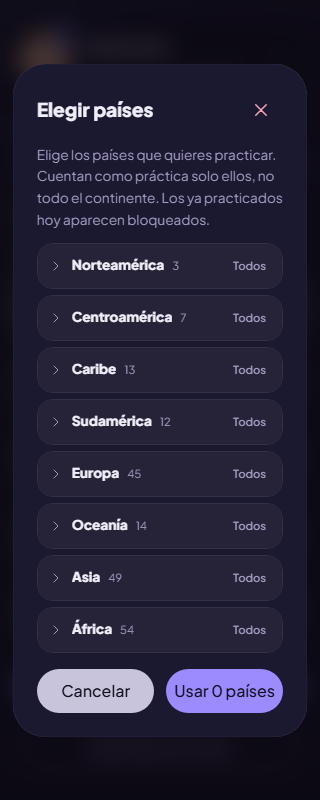 Elegir países
Elige los países que quieres practicar.
Cuentan como práctica solo ellos, no
todo el continente. Los ya practicados
hoy aparecen bloqueados.
Norteamérica 3 Todos
Centroamérica 7 Todos
Caribe 13 Todos
Sudamérica 12 Todos
Europa 45 Todos
Oceanía 14 Todos
Asia 49 Todos
África 54 Todos
Cancelar Usar 0 países